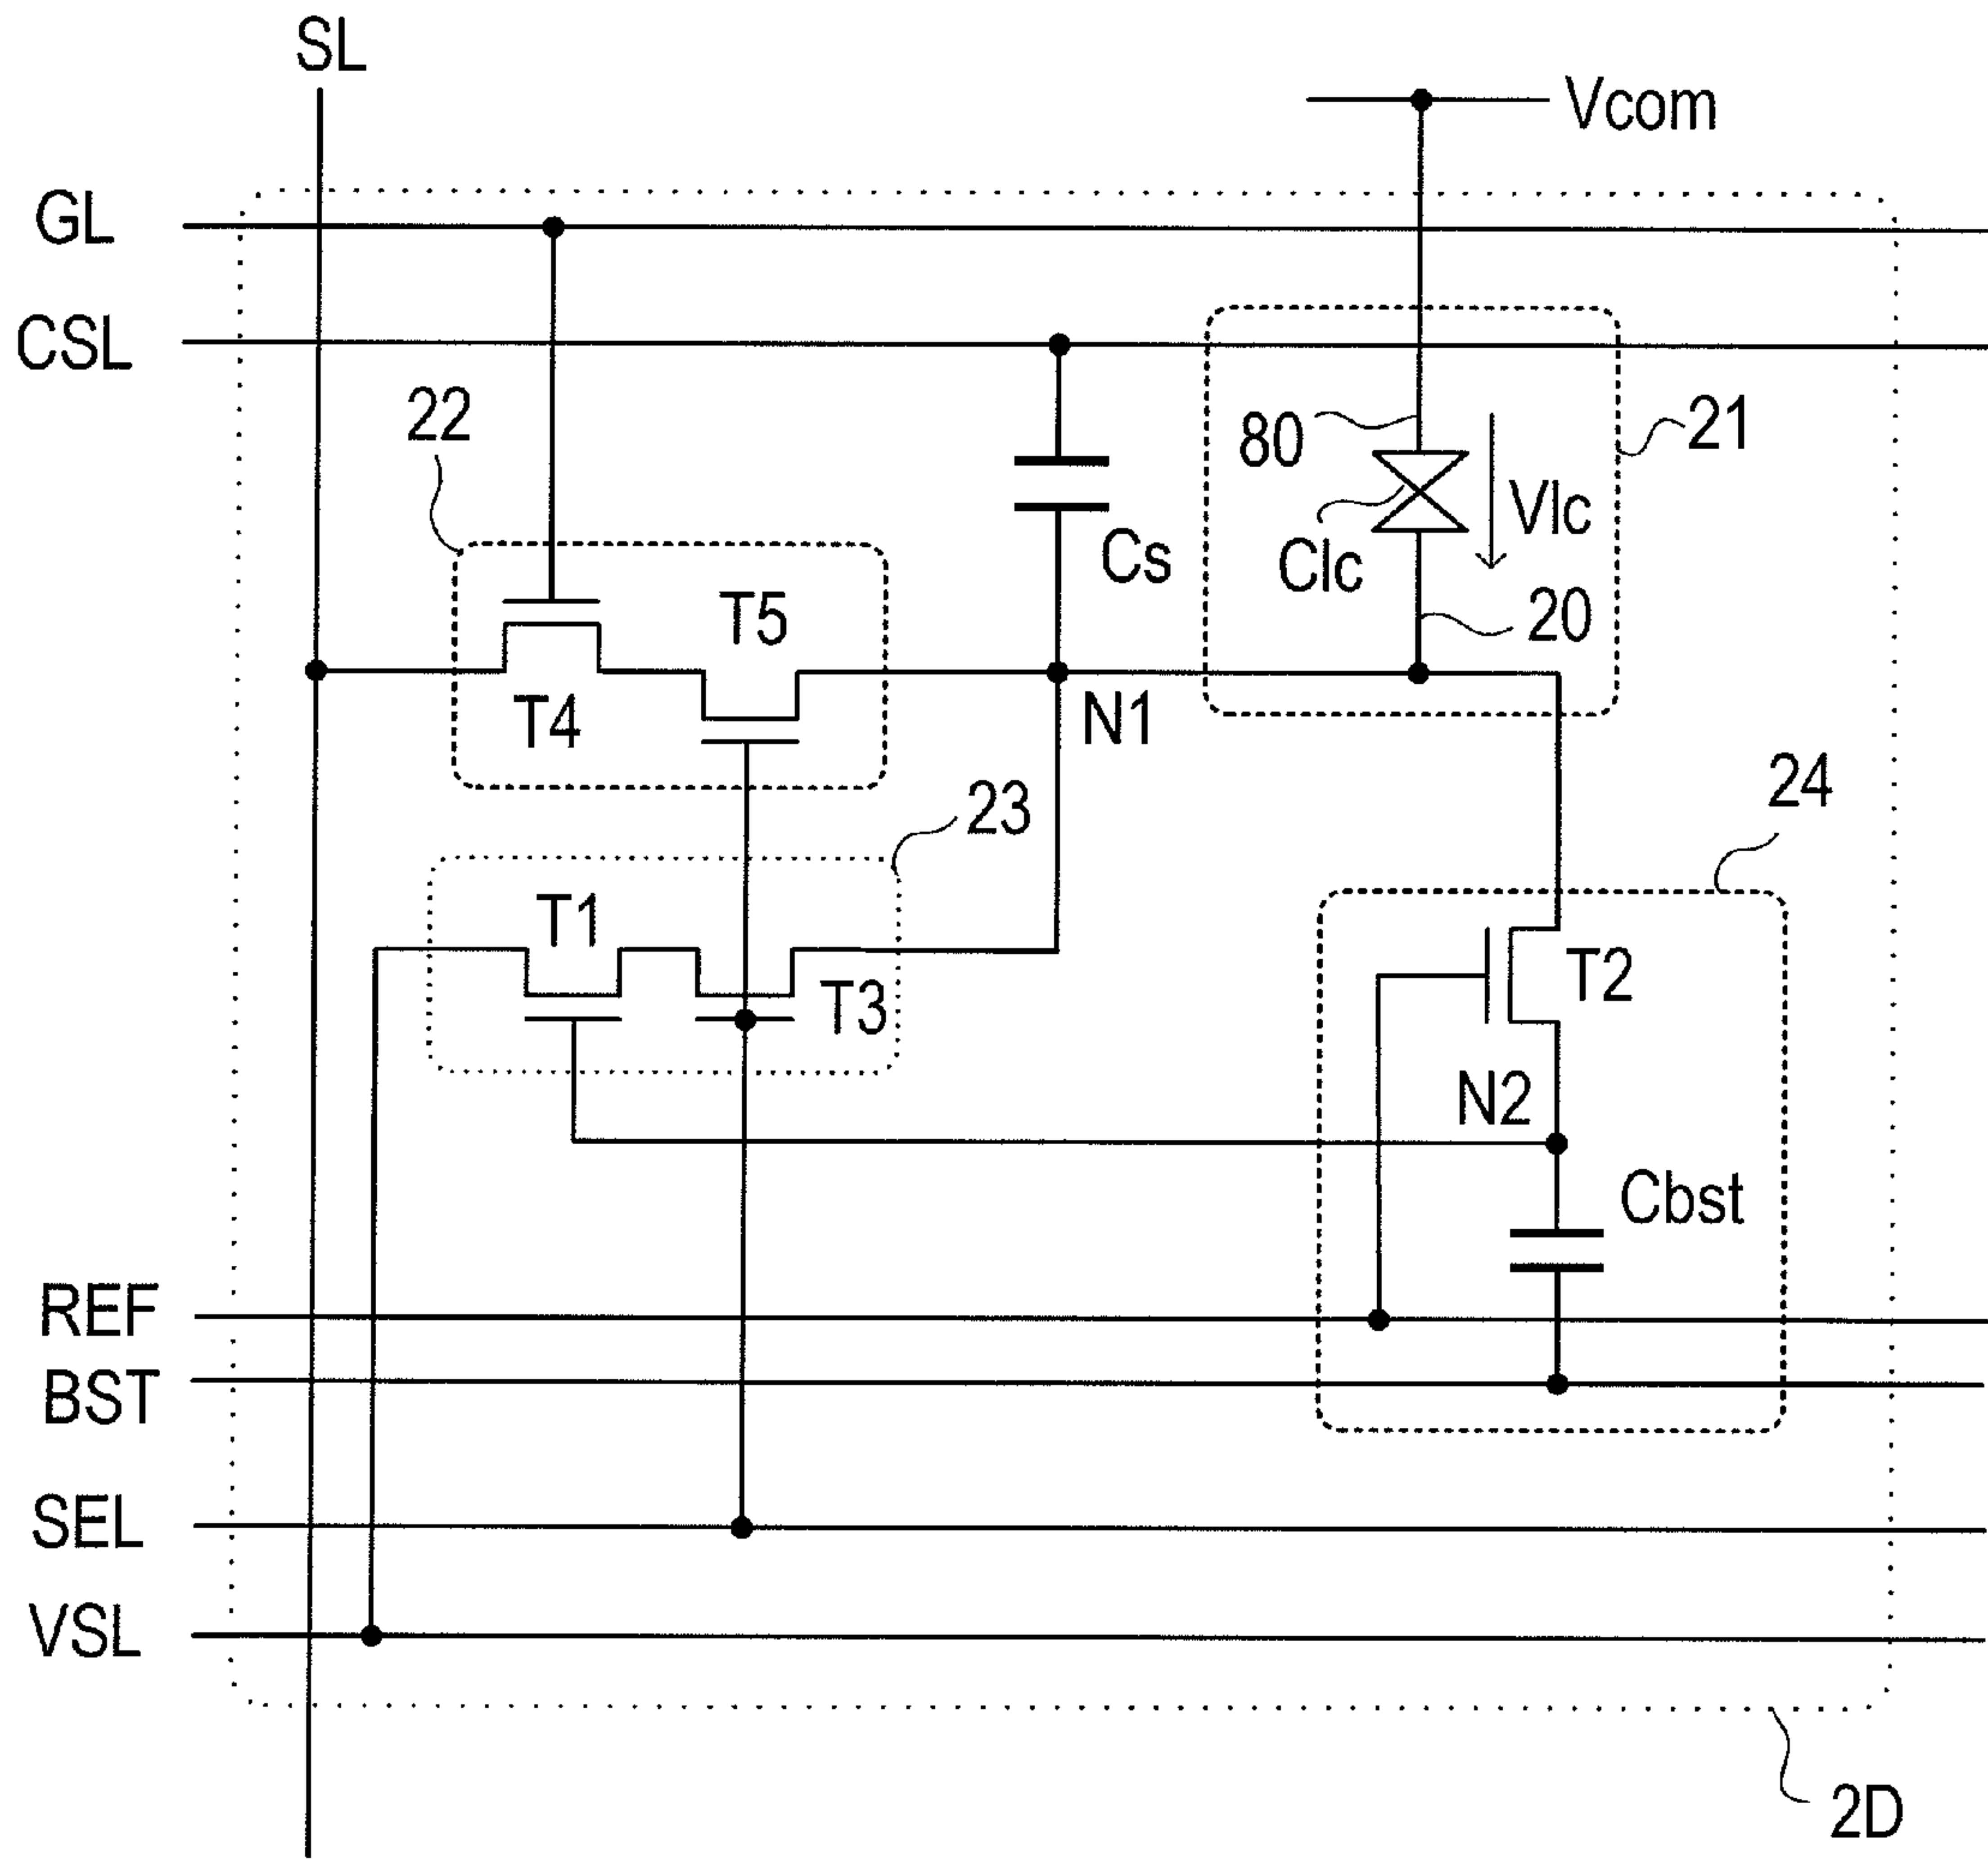 SL
Vcom
GL
CSL
22
80
21
Vlc
Cs
Clc
T5
20
T4
N1
24
23
T1
T2
T3
N2
Cbst
REF
BST
SEL
VSL
2D